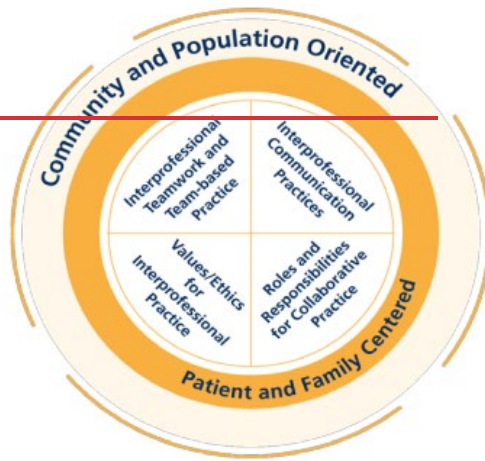 Community and Population Oriented
Interprofessional
Teamwork and
Team-based
Practice
Interprofessional
Communication
Practices
Values/Ethics
for
Interprofessional
Practice
Roles and
Responsibilities
for Collaborative
Practice
Patient and Family Centered